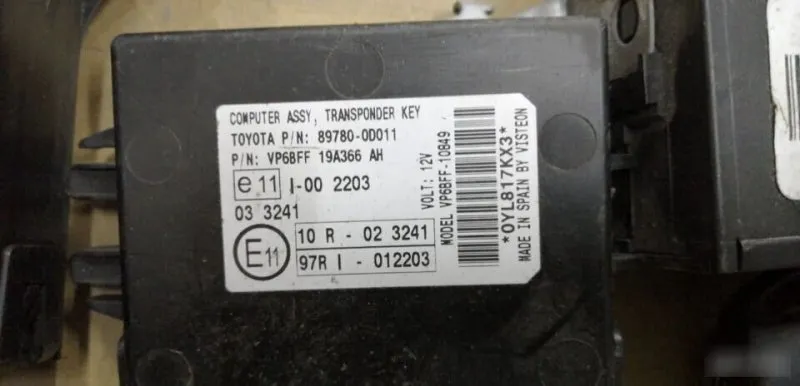 COMPUTER ASSY, TRANSPONDER KEY
TOYOTA P/N: 89780-0D011
P/N: VP6BFF 19A366 AH
e 11 I-00 2203
03 3241
E 11
10 R - 02 3241
97R I - 012203
VOLT: 12V
MODEL VP6BFF-10849
*0YL817KX3*
MADE IN SPAIN BY VISTEON